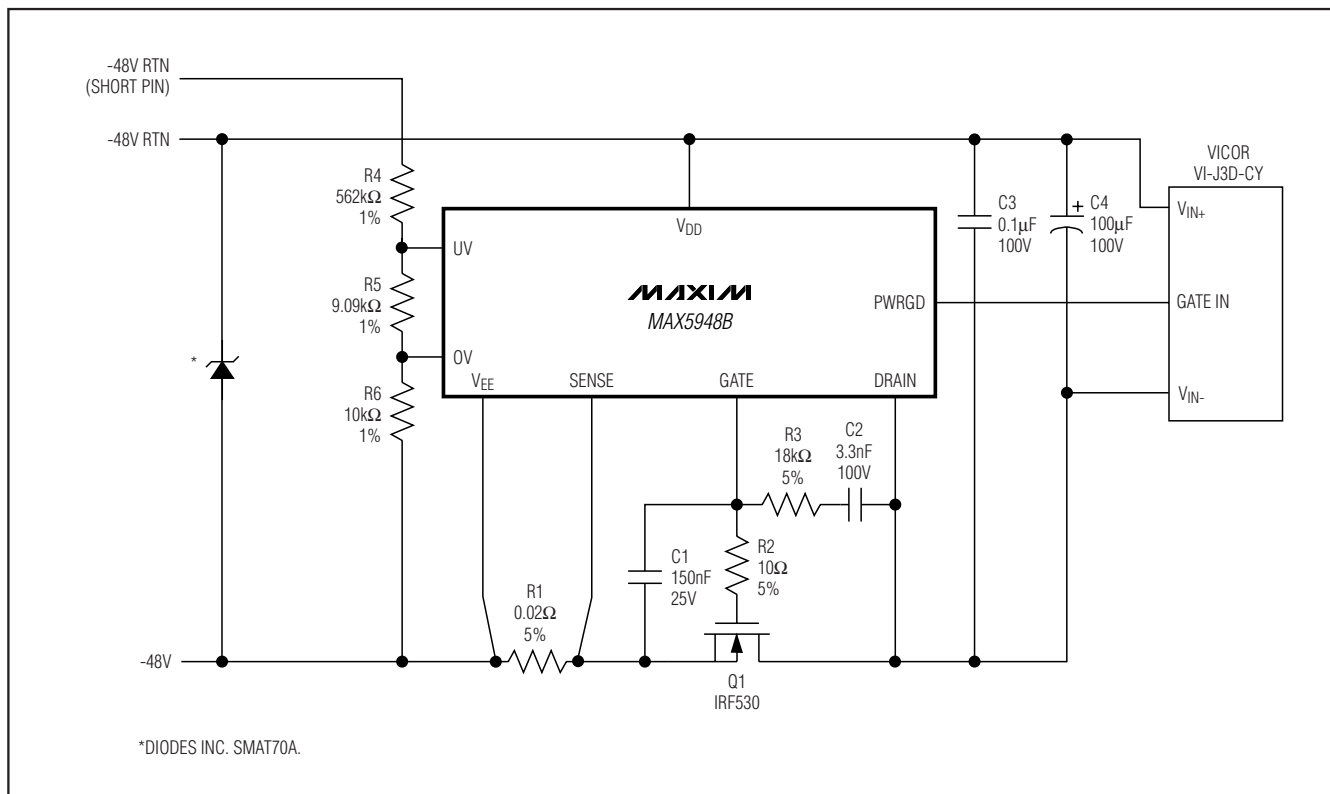 -48V RTN
(SHORT PIN)
-48V RTN
R4
562kΩ
1%
R5
9.09kΩ
1%
R6
10kΩ
1%
*
-48V
UV
OV
VDD
MAXIM
MAX5948B
PWRGD
VEE
SENSE
GATE
DRAIN
R1
0.02Ω
5%
C1
150nF
25V
R2
10Ω
5%
R3
18kΩ
5%
C2
3.3nF
100V
Q1
IRF530
C3
0.1μF
100V
+
C4
100μF
100V
VICOR
VI-J3D-CY
VIN+
GATE IN
VIN-
*DIODES INC. SMAT70A.